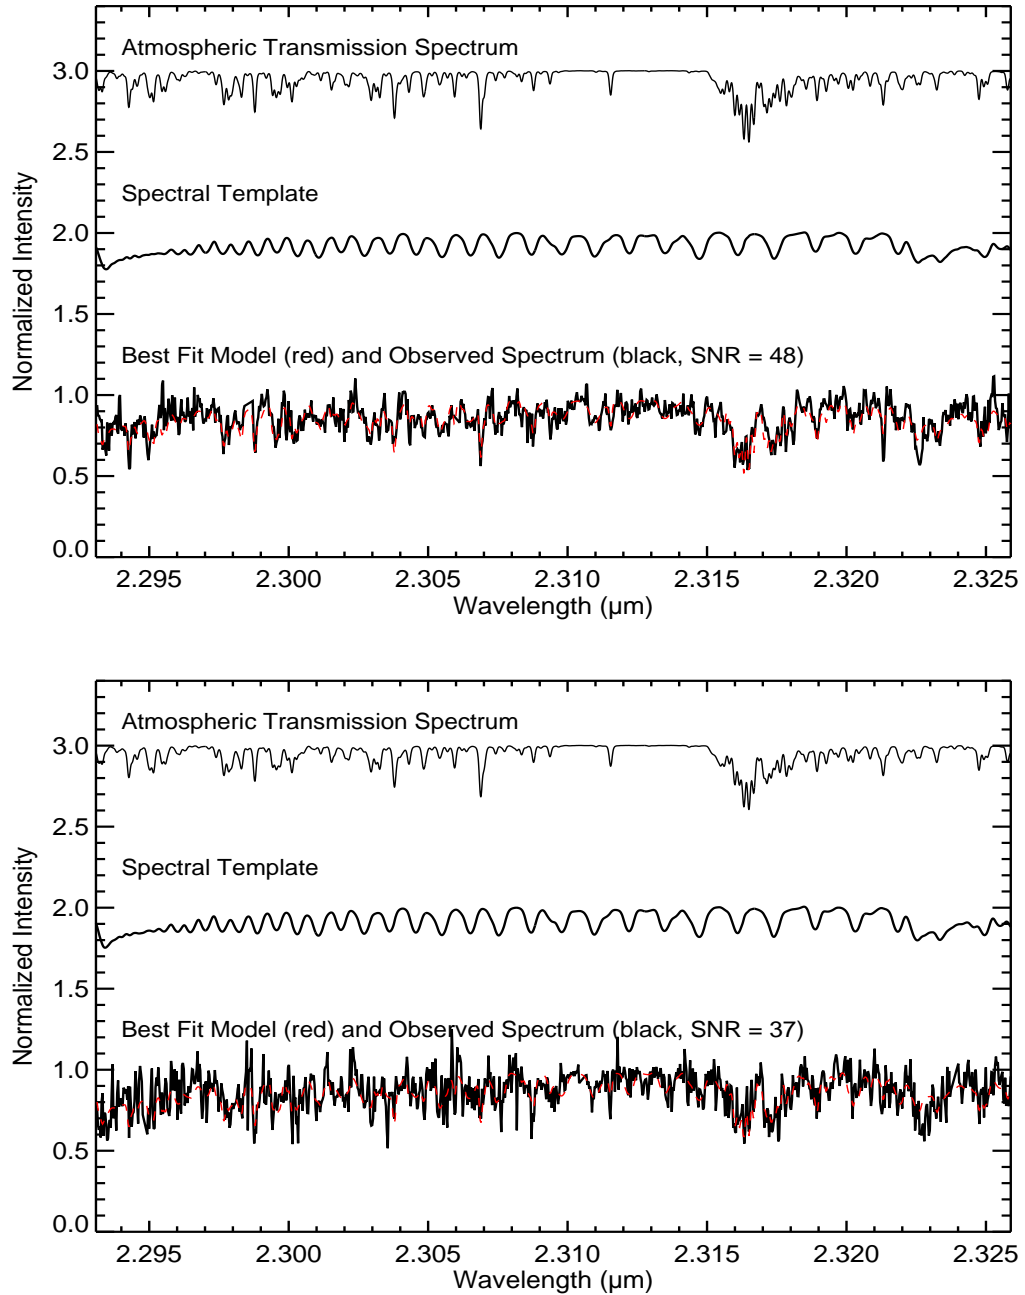 Atmospheric Transmission Spectrum
3.0
2.5
Spectral Template
2.0
1.5
Best Fit Model (red) and Observed Spectrum (black, SNR = 48)
1.0
0.5
0.0
Normalized Intensity
2.295 2.300 2.305 2.310 2.315 2.320 2.325
Wavelength (µm)
Atmospheric Transmission Spectrum
3.0
2.5
Spectral Template
2.0
1.5
Best Fit Model (red) and Observed Spectrum (black, SNR = 37)
1.0
0.5
0.0
Normalized Intensity
2.295 2.300 2.305 2.310 2.315 2.320 2.325
Wavelength (µm)